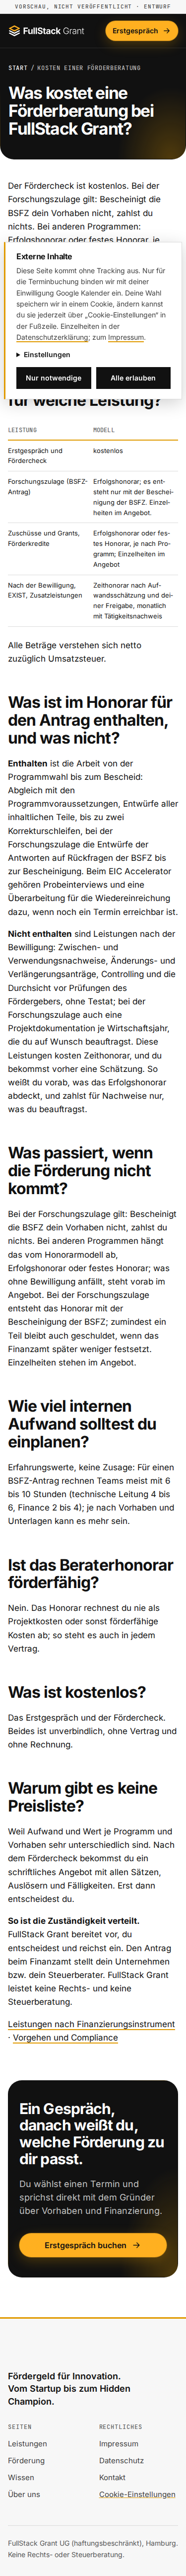 VORSCHAU, NICHT VERÖFFENTLICHT · ENTWURF
FullStack Grant
Erstgespräch →
START / KOSTEN EINER FÖRDERBERATUNG
Was kostet eine
Förderberatung bei
FullStack Grant?
Der Fördercheck ist kostenlos. Bei der
Forschungszulage gilt: Bescheinigt die
BSFZ dein Vorhaben nicht, zahlst du
nichts. Bei anderen Programmen:
Erfolgshonorar oder festes Honorar, je
Externe Inhalte
Diese Seite kommt ohne Tracking aus. Nur für
die Terminbuchung binden wir mit deiner
Einwilligung Google Kalender ein. Deine Wahl
speichern wir in einem Cookie, ändern kannst
du sie jederzeit über „Cookie-Einstellungen“ in
der Fußzeile. Einzelheiten in der
Datenschutzerklärung; zum Impressum.
▸ Einstellungen
Nur notwendige
Alle erlauben
für welche Leistung?
LEISTUNG
MODELL
Erstgespräch und
Fördercheck
kostenlos
Forschungszulage (BSFZ-
Antrag)
Erfolgshonorar; es ent-
steht nur mit der Beschei-
nigung der BSFZ. Einzel-
heiten im Angebot.
Zuschüsse und Grants,
Förderkredite
Erfolgshonorar oder fes-
tes Honorar, je nach Pro-
gramm; Einzelheiten im
Angebot
Nach der Bewilligung,
EXIST, Zusatzleistungen
Zeithonorar nach Auf-
wandsschätzung und dei-
ner Freigabe, monatlich
mit Tätigkeitsnachweis
Alle Beträge verstehen sich netto
zuzüglich Umsatzsteuer.
Was ist im Honorar für
den Antrag enthalten,
und was nicht?
Enthalten ist die Arbeit von der
Programmwahl bis zum Bescheid:
Abgleich mit den
Programmvoraussetzungen, Entwürfe aller
inhaltlichen Teile, bis zu zwei
Korrekturschleifen, bei der
Forschungszulage die Entwürfe der
Antworten auf Rückfragen der BSFZ bis
zur Bescheinigung. Beim EIC Accelerator
gehören Probeinterviews und eine
Überarbeitung für die Wiedereinreichung
dazu, wenn nur ein Termin erreichbar ist.
Nicht enthalten sind Leistungen nach der
Bewilligung: Zwischen- und
Verwendungsnachweise, Änderungs- und
Verlängerungsanträge, Kontakt
mit
Durchsicht vor Prüfungen des
Fördergebers, ohne Testat; bei der
Forschungszulage auch eine
Projektdokumentation je Wirtschaftsjahr,
die du auf Wunsch beauftragst. Diese
Leistungen kosten Zeithonorar, und du
bekommst vorher eine Schätzung. So
weißt du vorab, was das Erfolgshonorar
abdeckt, und zahlst für Nachweise nur,
was du beauftragst.
Was passiert, wenn
die Förderung nicht
kommt?
Bei der Forschungszulage gilt: Bescheinigt
die BSFZ dein Vorhaben nicht, zahlst du
nichts. Bei anderen Programmen hängt
das vom Honorarmodell ab,
Erfolgshonorar oder festes Honorar; was
ohne Bewilligung anfällt, steht vorab im
Angebot. Bei der Forschungszulage
entsteht das Honorar mit der
Bescheinigung der BSFZ; zumindest ein
Teil bleibt auch geschuldet, wenn das
Finanzamt später weniger festsetzt.
Einzelheiten stehen im Angebot.
Wie viel internen
Aufwand solltest du
einplanen?
Erfahrungswerte, keine Zusage: Für einen
BSFZ-Antrag rechnen Teams meist mit 6
bis 10 Stunden (technische Leitung 4 bis
6, Finance 2 bis 4); je nach Vorhaben und
Unterlagen kann es mehr sein.
Ist das Beraterhonorar
förderfähig?
Nein. Das Honorar rechnest du nie als
Projektkosten oder sonst förderfähige
Kosten ab; so steht es auch in jedem
Vertrag.
Was ist kostenlos?
Das Erstgespräch und der Fördercheck.
Beides ist unverbindlich, ohne Vertrag und
ohne Rechnung.
Warum gibt es keine
Preisliste?
Weil Aufwand und Wert je Programm und
Vorhaben sehr unterschiedlich sind. Nach
dem Fördercheck bekommst du ein
schriftliches Angebot mit allen Sätzen,
Auslösern und Fälligkeiten. Erst dann
entscheidest du.
So ist die Zuständigkeit verteilt.
FullStack Grant bereitet vor, du
entscheidest und reichst ein. Den Antrag
beim Finanzamt stellt dein Unternehmen
bzw. dein Steuerberater. FullStack Grant
leistet keine Rechts- und keine
Steuerberatung.
Leistungen nach Finanzierungsinstrument
· Vorgehen und Compliance
Ein Gespräch,
danach weißt du,
welche Förderung zu
dir passt.
Du wählst einen Termin und
sprichst direkt mit dem Gründer
über Vorhaben und Finanzierung.
Erstgespräch buchen →
Fördergeld für Innovation.
Vom Startup bis zum Hidden
Champion.
SEITEN
RECHTLICHES
Leistungen
Impressum
Förderung
Datenschutz
Wissen
Kontakt
Über uns
Cookie-Einstellungen
FullStack Grant UG (haftungsbeschränkt), Hamburg.
Keine Rechts- oder Steuerberatung.